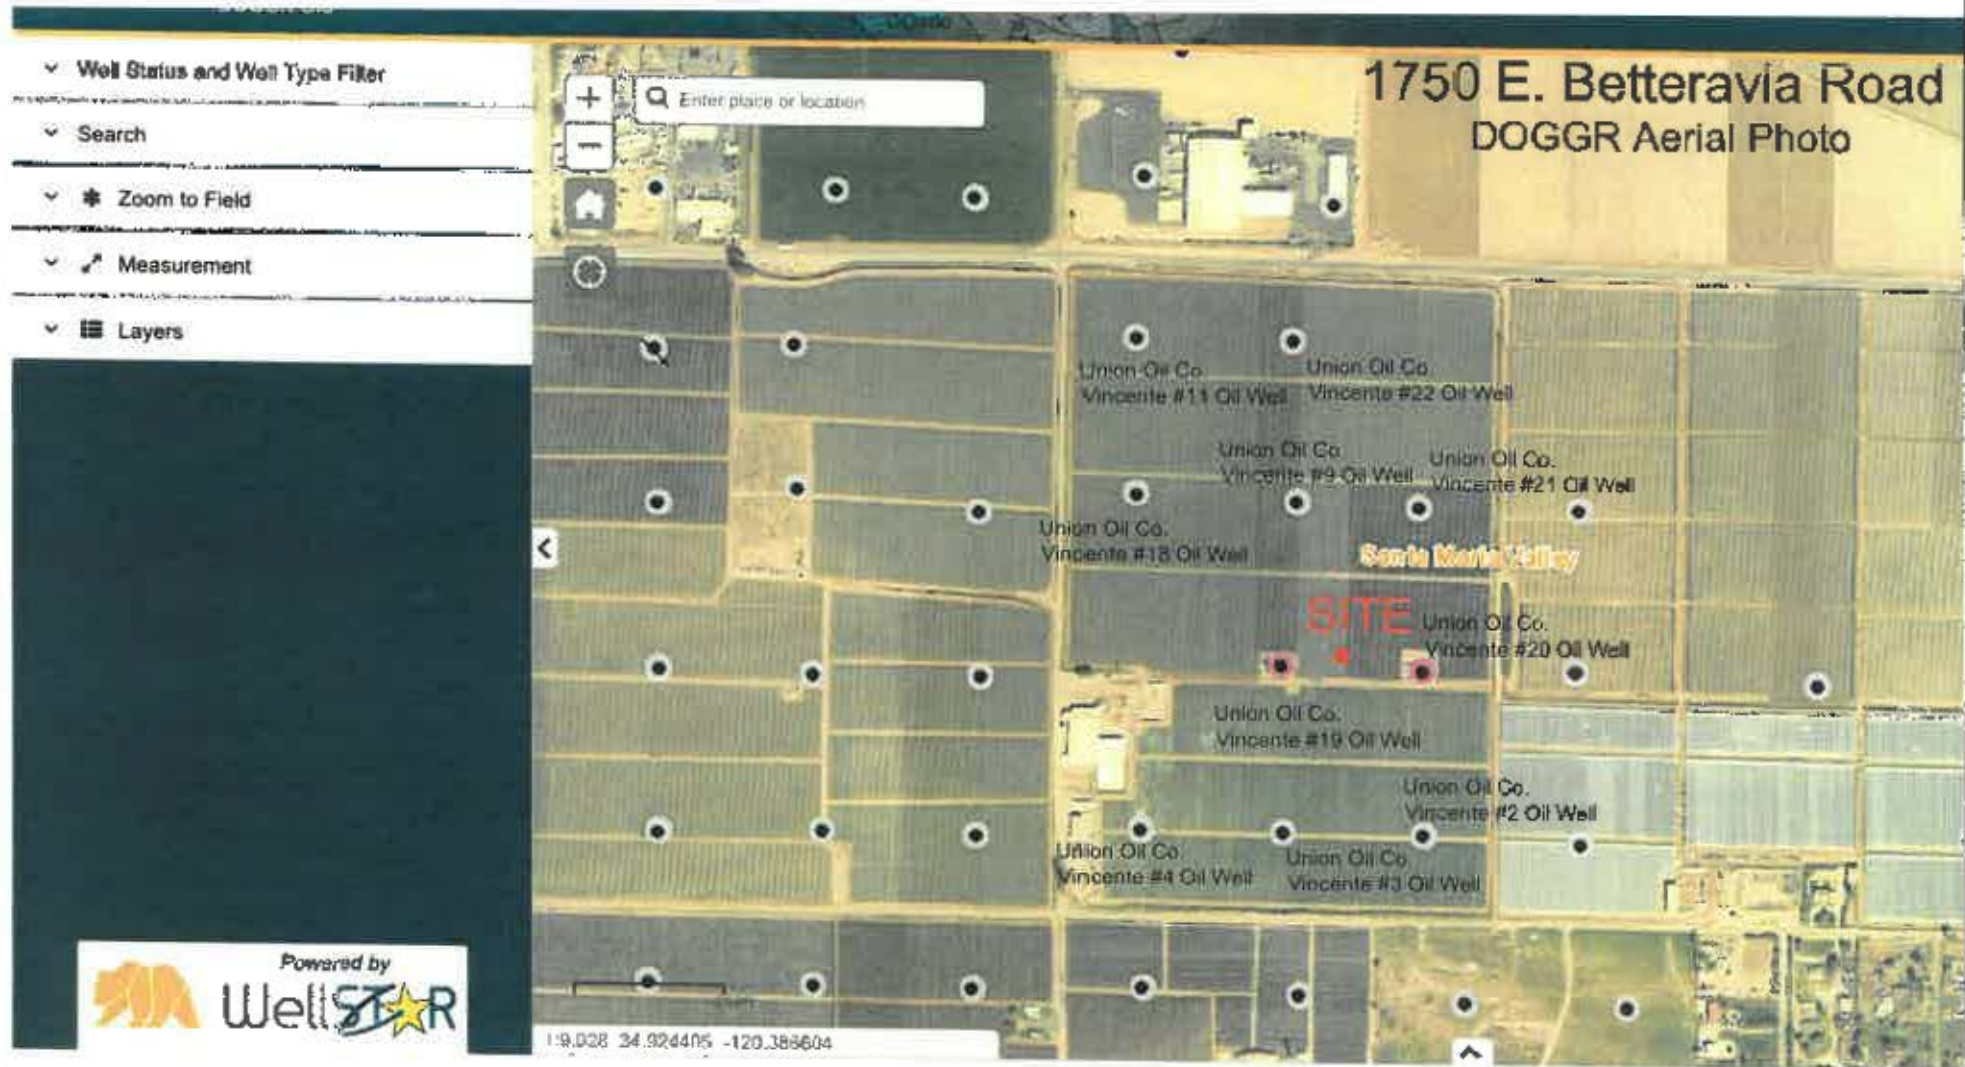 Well Status and Well Type Filter
Search
Zoom to Field
Measurement
Layers
Powered by
WellSTAR
Enter place or location
1750 E. Betteravia Road
DOGGR Aerial Photo
Union Oil Co.
Vincente #11 Oil Well
Union Oil Co.
Vincente #22 Oil Well
Union Oil Co.
Vincente #9 Oil Well
Union Oil Co.
Vincente #21 Oil Well
Union Oil Co.
Vincente #18 Oil Well
Santa Maria Valley
SITE
Union Oil Co.
Vincente #20 Oil Well
Union Oil Co.
Vincente #19 Oil Well
Union Oil Co.
Vincente #2 Oil Well
Union Oil Co.
Vincente #4 Oil Well
Union Oil Co.
Vincente #3 Oil Well
1:9,028 34.924405 -120.386604